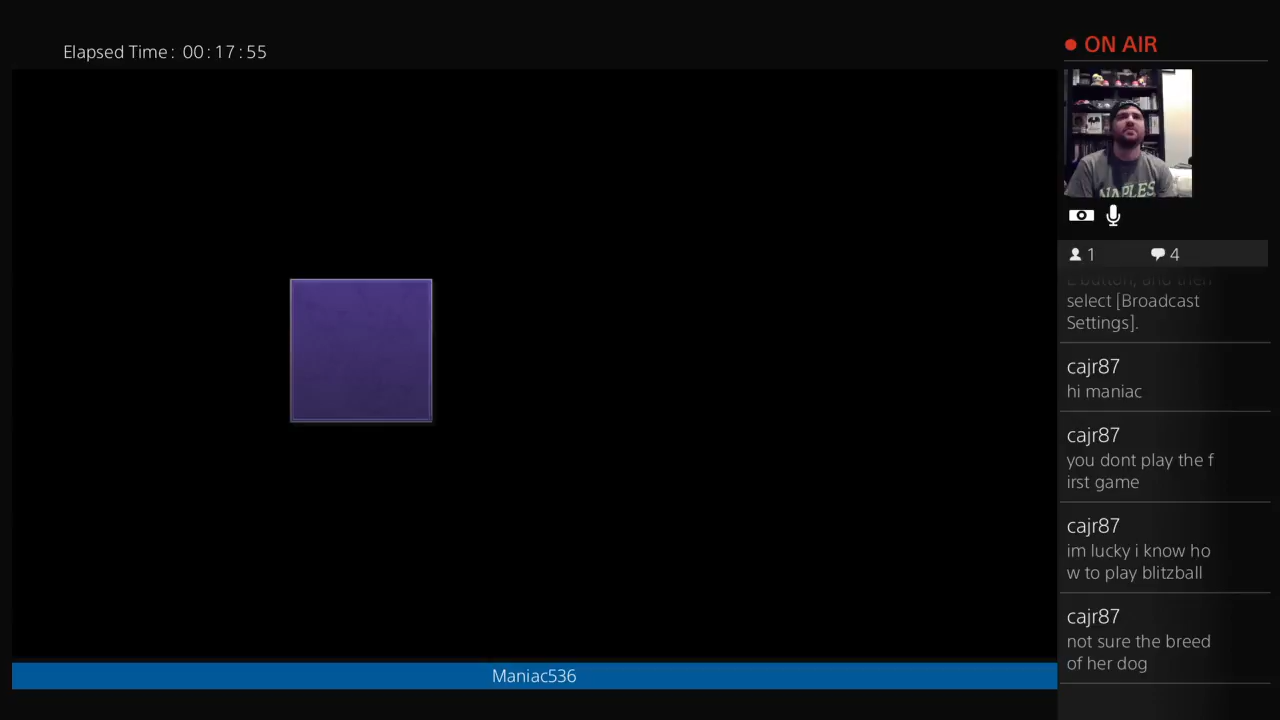 Elapsed Time: 00:17:55
ON AIR
NAPLES
1
4
select [Broadcast
Settings].
cajr87
hi maniac
cajr87
you dont play the f
irst game
cajr87
im lucky i know ho
w to play blitzball
cajr87
not sure the breed
of her dog
Maniac536